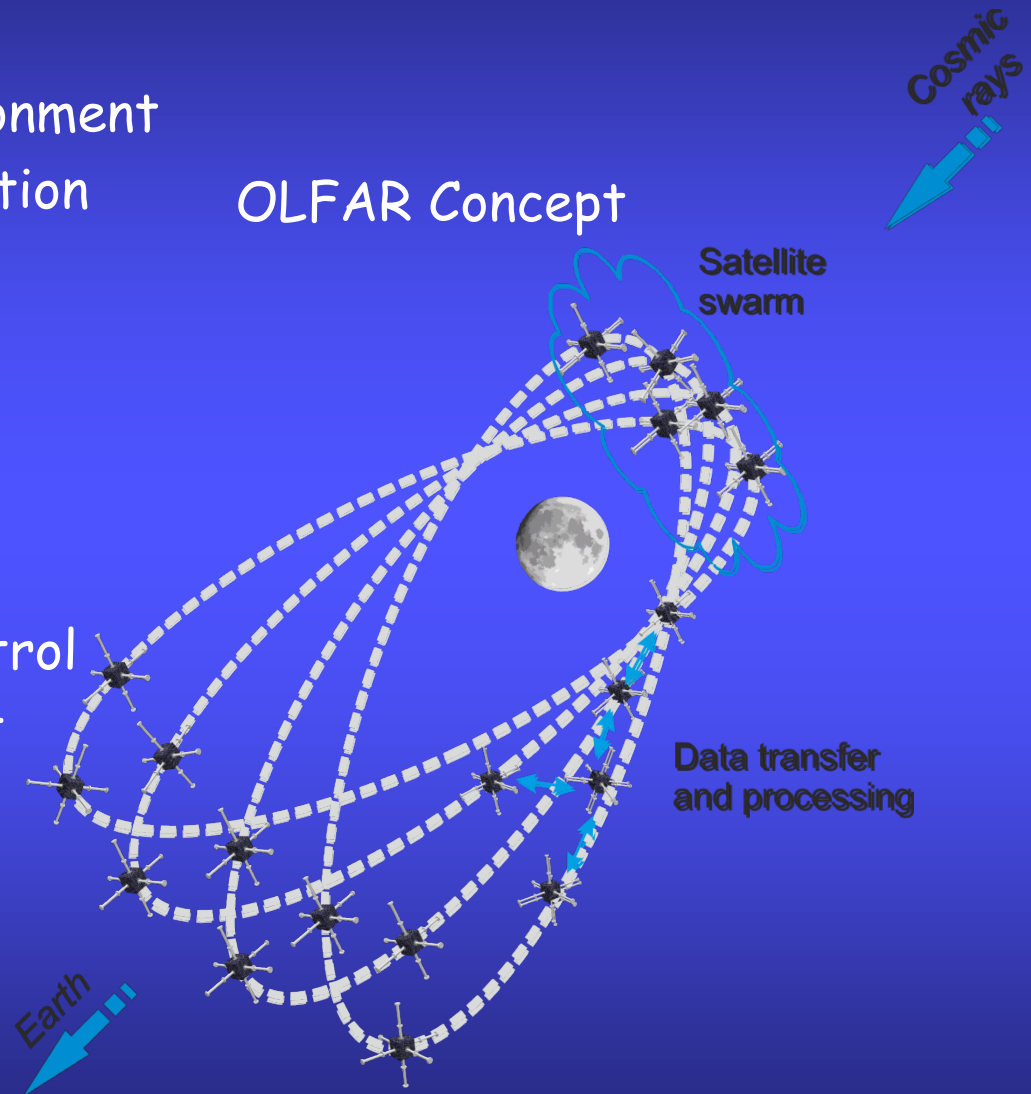 Cosmic
rays
onment
tion
OLFAR Concept
Satellite
swarm
trol
Data transfer
and processing
Earth